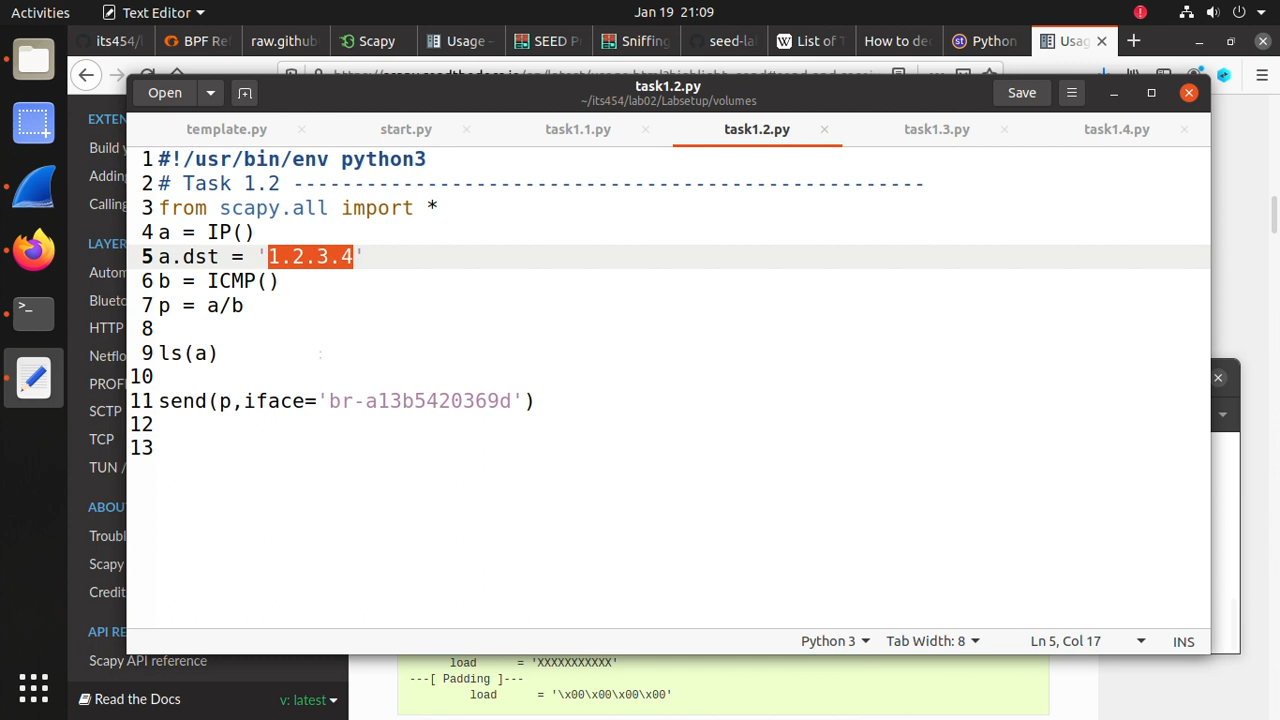 Activities
Text Editor
Jan 19 21:09
its454/l
BPF Re
raw.github
Scapy
Usage -
SEED P
Sniffing
seed-la
List of T
How to de
Python
Usag
Open
task1.2.py
~/its454/lab02/Labsetup/volumes
Save
template.py
start.py
task1.1.py
task1.2.py
task1.3.py
task1.4.py
1 #!/usr/bin/env python3
2 # Task 1.2 ----------------------------------------------------
3 from scapy.all import *
4 a = IP()
5 a.dst = '1.2.3.4'
6 b = ICMP()
7 p = a/b
8
9 ls(a)
10
11 send(p,iface='br-a13b5420369d')
12
13
Python 3
Tab Width: 8
Ln 5, Col 17
INS
EXTEN
Build y
Adding
Calling
LAYER
Autom
Blueto
HTTP
Netflo
PROFI
SCTP
TCP
TUN /
ABOU
Troubl
Scapy
Credit
API RE
Scapy API reference
Read the Docs
v: latest
load = 'XXXXXXXXXXX'
---[ Padding ]---
load = '\x00\x00\x00\x00'